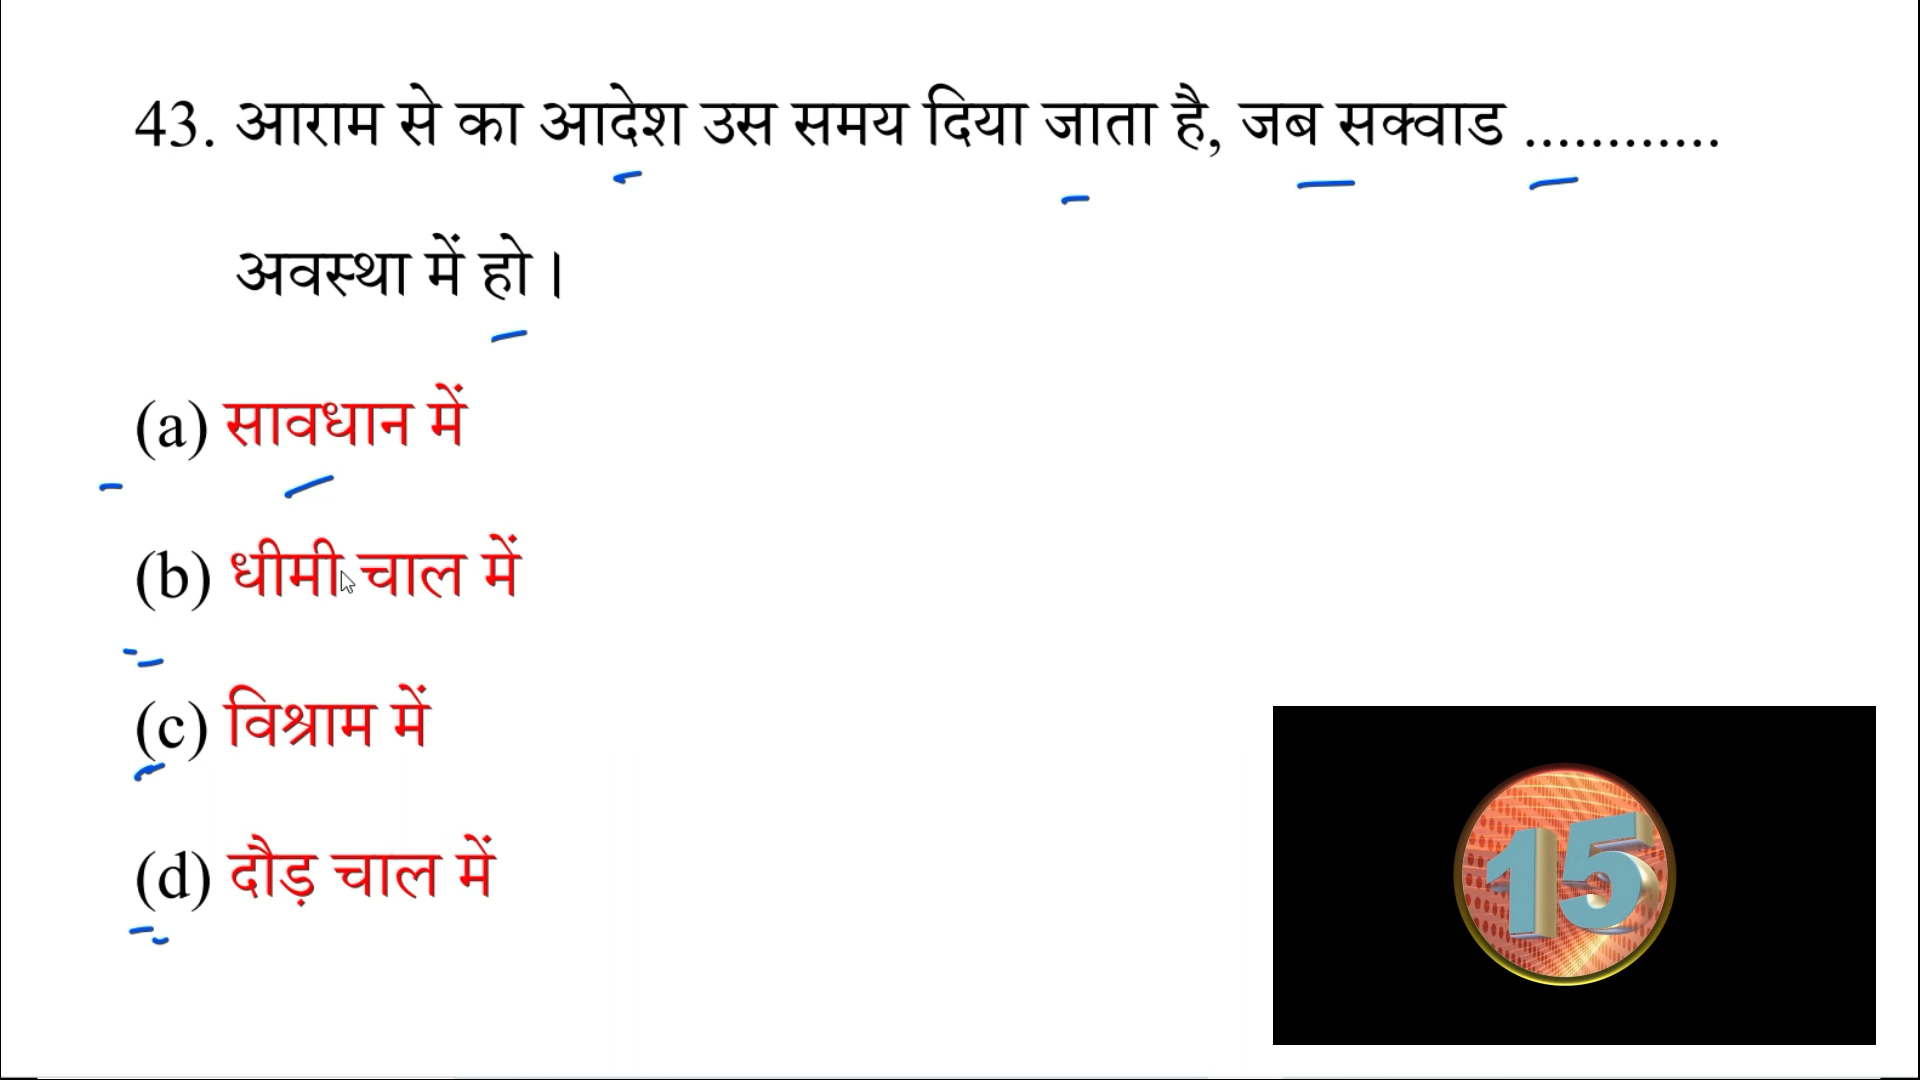 43. आराम से का आदेश उस समय दिया जाता है, जब सक्वाड ............
अवस्था में हो।
(a) सावधान में
(b) धीमी चाल में
(c) विश्राम में
(d) दौड़ चाल में
15